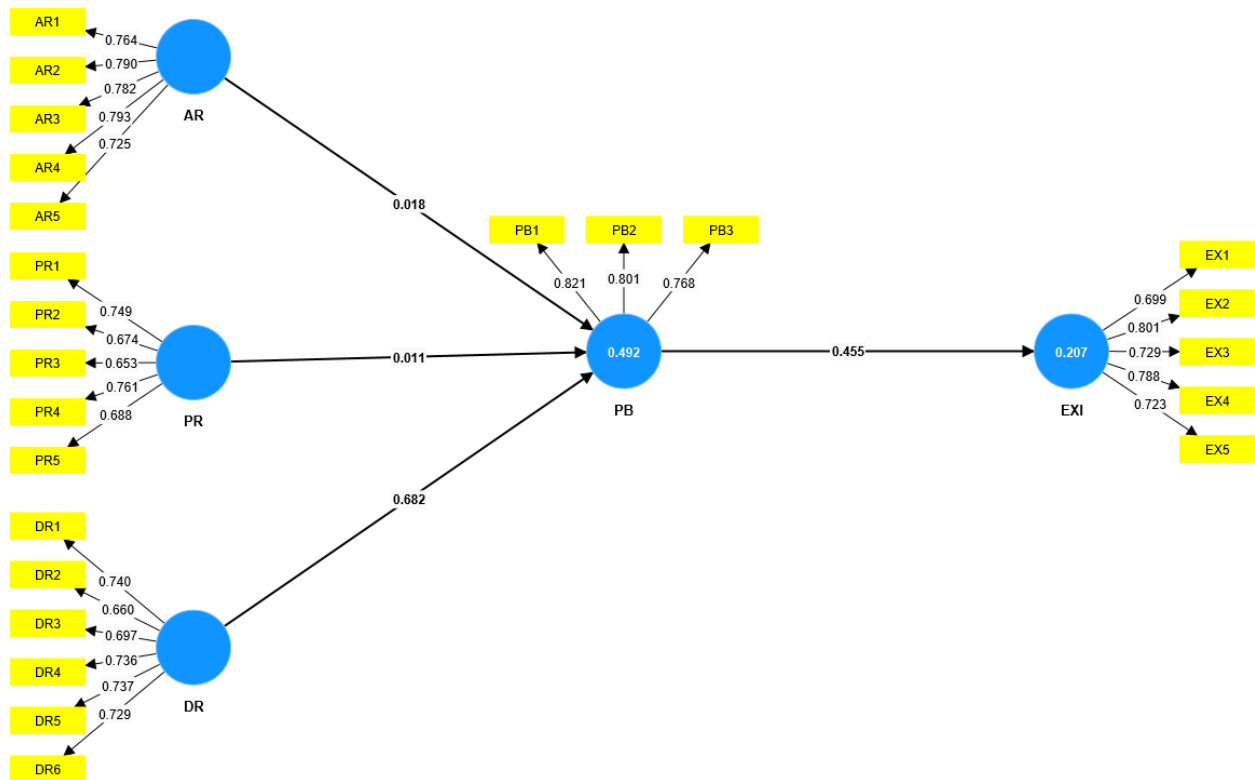 AR1
0.764
AR2
0.790
AR3
0.782
AR4
0.793
AR5
0.725
AR
0.018
PR1
0.749
PR2
0.674
PR3
0.653
PR4
0.761
PR5
0.688
PR
0.011
DR1
0.740
DR2
0.660
DR3
0.697
DR4
0.736
DR5
0.737
DR6
0.729
DR
0.682
PB1
PB2
PB3
0.821
0.801
0.768
0.492
PB
0.455
0.207
EXI
EX1
0.699
EX2
0.801
EX3
0.729
EX4
0.788
EX5
0.723